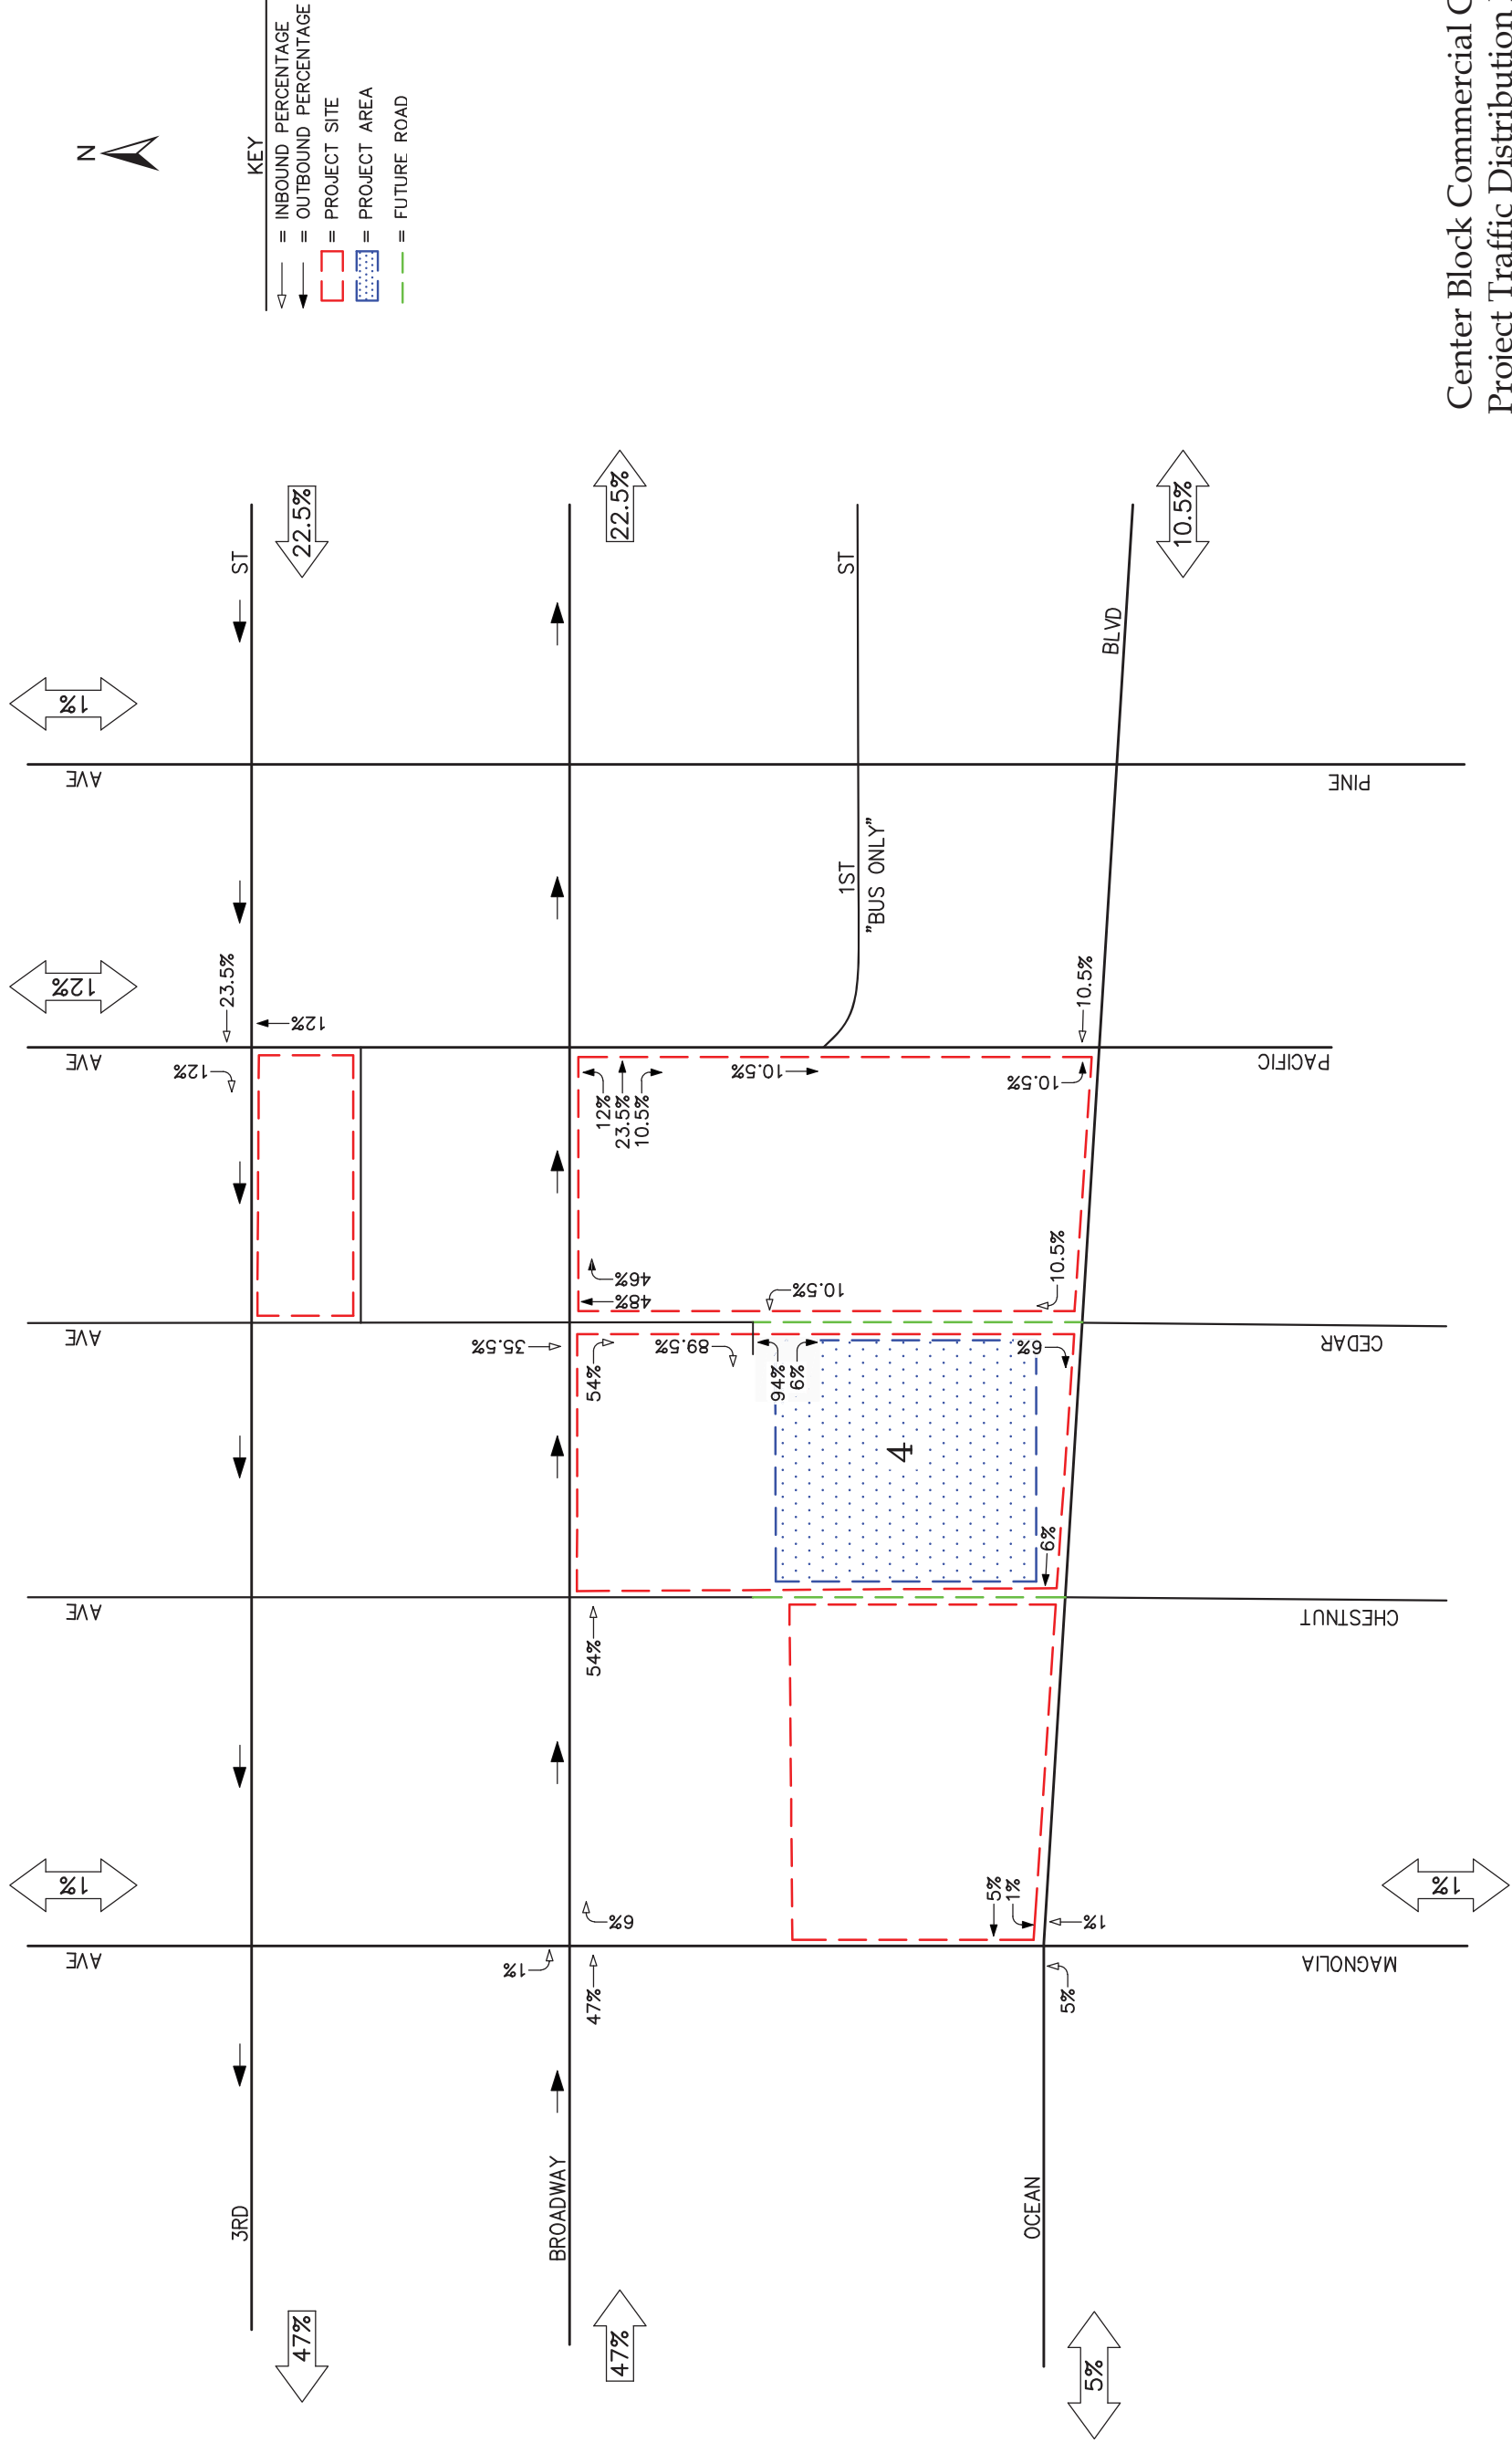 N
KEY
= INBOUND PERCENTAGE
= OUTBOUND PERCENTAGE
= PROJECT SITE
= PROJECT AREA
= FUTURE ROAD
1%
12%
1%
AVE
AVE
AVE
AVE
AVE
3RD
ST
47%
22.5%
23.5%
12%
12%
35.5%
1%
BROADWAY
47%
22.5%
47%
6%
54%
54%
48%
46%
12%
23.5%
10.5%
89.5%
94%
6%
10.5%
10.5%
1ST
ST
"BUS ONLY"
4
5%
1%
6%
6%
10.5%
10.5%
10.5%
OCEAN
BLVD
5%
5%
1%
10.5%
MAGNOLIA
CHESTNUT
CEDAR
PACIFIC
PINE
1%
Center Block Commercial
Project Traffic Distribution